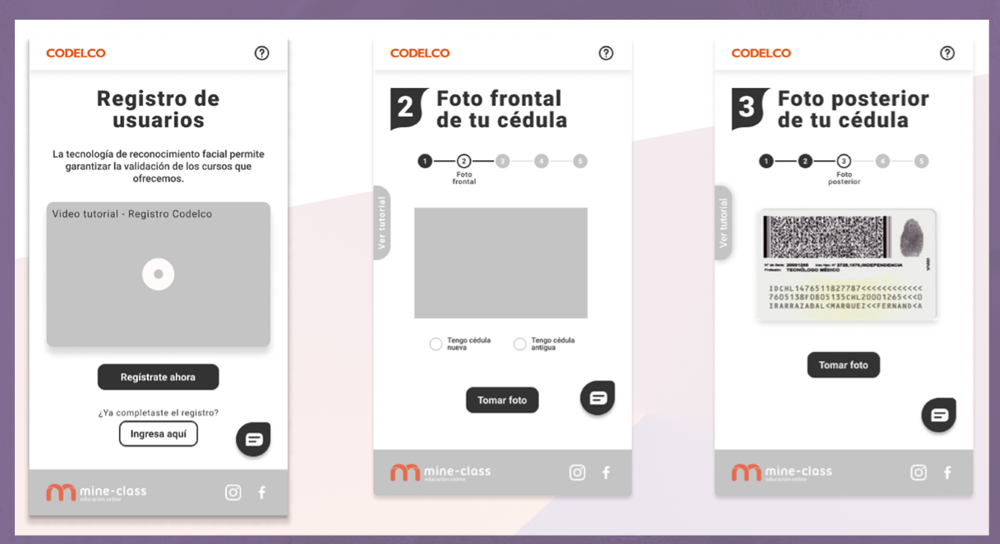 CODELCO
Registro de
usuarios
La tecnología de reconocimiento facial permite
garantizar la validación de los cursos que
ofrecemos.
Video tutorial - Registro Codelco
Regístrate ahora
¿Ya completaste el registro?
Ingresa aquí
mine-class
educación online
CODELCO
2
Foto frontal
de tu cédula
1 2 3 4 5
Foto
frontal
Ver tutorial
Tengo cédula
nueva
Tengo cédula
antigua
Tomar foto
mine-class
educación online
CODELCO
3
Foto posterior
de tu cédula
1 2 3 4 5
Foto
posterior
Ver tutorial
N° de Serie: 20001265 Insc.Nac. N° 2728,1976,INDEPENDENCIA
Profesión: TECNÓLOGO MÉDICO
IDCHL1476511827787<<<<<<<<<<<<
7605138F0805135CHL20001265<<<0
IRARRAZABAL<MARQUEZ<<FERNAND<A
Tomar foto
mine-class
educación online